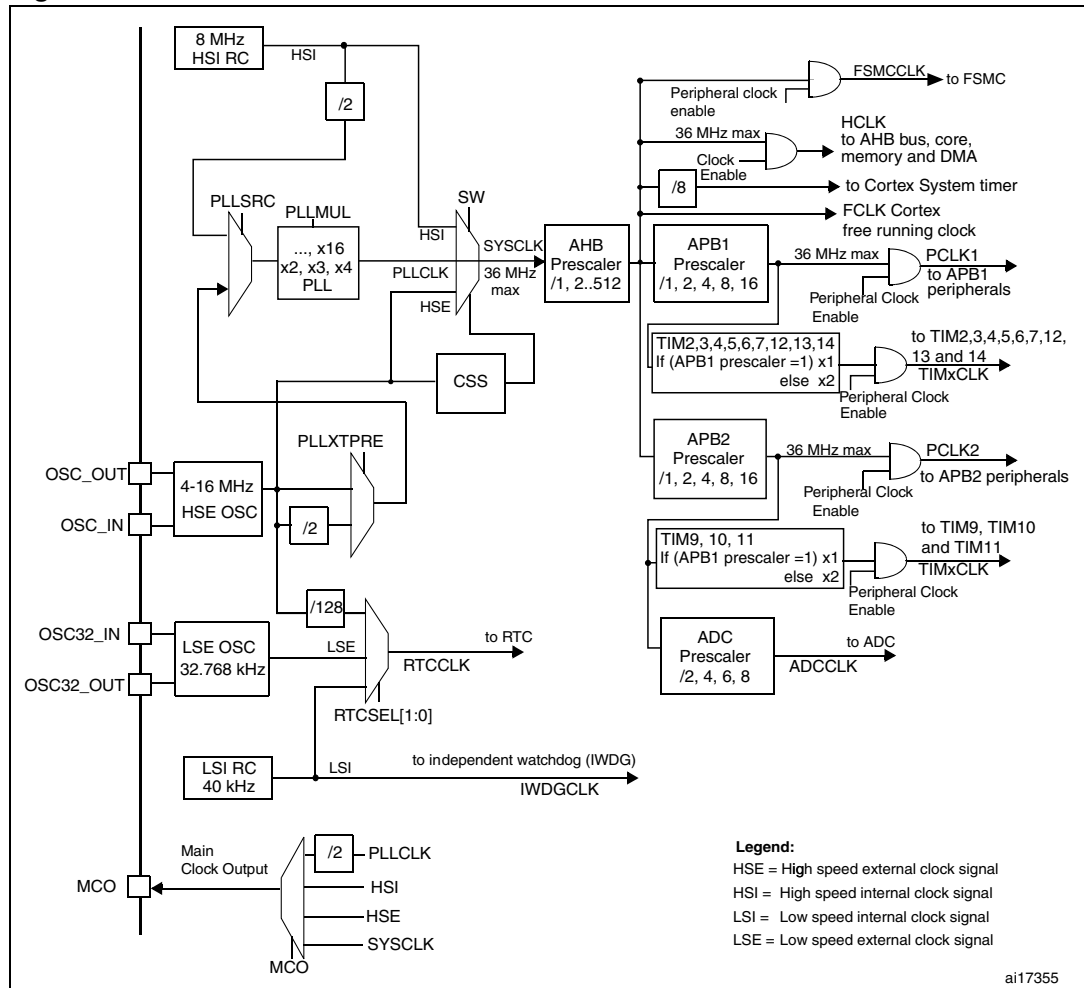 8 MHz
HSI RC
HSI
/2
FSMCCLK
to FSMC
Peripheral clock
enable
36 MHz max
HCLK
to AHB bus, core,
memory and DMA
Clock
Enable
/8
to Cortex System timer
FCLK Cortex
free running clock
PLLSRC
PLLMUL
..., x16
x2, x3, x4
PLL
SW
HSI
PLLCLK
HSE
SYSCLK
36 MHz
max
AHB
Prescaler
/1, 2..512
APB1
Prescaler
/1, 2, 4, 8, 16
36 MHz max
PCLK1
to APB1
peripherals
Peripheral Clock
Enable
TIM2,3,4,5,6,7,12,13,14
If (APB1 prescaler =1) x1
else x2
to TIM2,3,4,5,6,7,12,
13 and 14
TIMxCLK
Peripheral Clock
Enable
CSS
PLLXTPRE
OSC_OUT
OSC_IN
4-16 MHz
HSE OSC
/2
APB2
Prescaler
/1, 2, 4, 8, 16
36 MHz max
PCLK2
to APB2 peripherals
Peripheral Clock
Enable
TIM9, 10, 11
If (APB1 prescaler =1) x1
else x2
to TIM9, TIM10
and TIM11
TIMxCLK
Peripheral Clock
Enable
/128
OSC32_IN
OSC32_OUT
LSE OSC
32.768 kHz
LSE
to RTC
RTCCLK
RTCSEL[1:0]
ADC
Prescaler
/2, 4, 6, 8
to ADC
ADCCLK
LSI RC
40 kHz
LSI
to independent watchdog (IWDG)
IWDGCLK
MCO
Main
Clock Output
/2
PLLCLK
HSI
HSE
SYSCLK
MCO
Legend:
HSE = High speed external clock signal
HSI = High speed internal clock signal
LSI = Low speed internal clock signal
LSE = Low speed external clock signal
ai17355